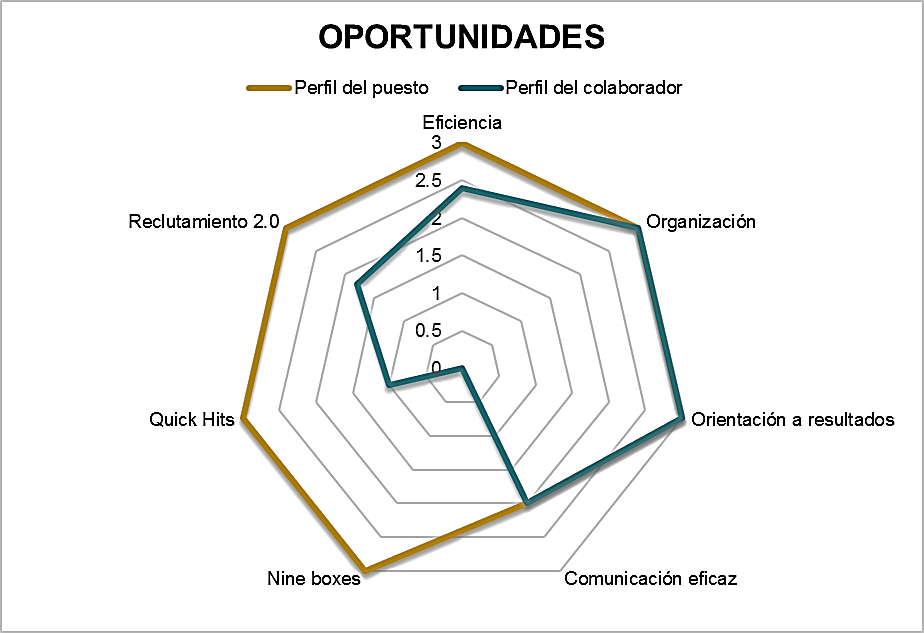 OPORTUNIDADES
Perfil del puesto Perfil del colaborador
Eficiencia
3
2.5
Reclutamiento 2.0 2 Organización
1.5
1
0.5
0
Quick Hits Orientación a resultados
Nine boxes Comunicación eficaz